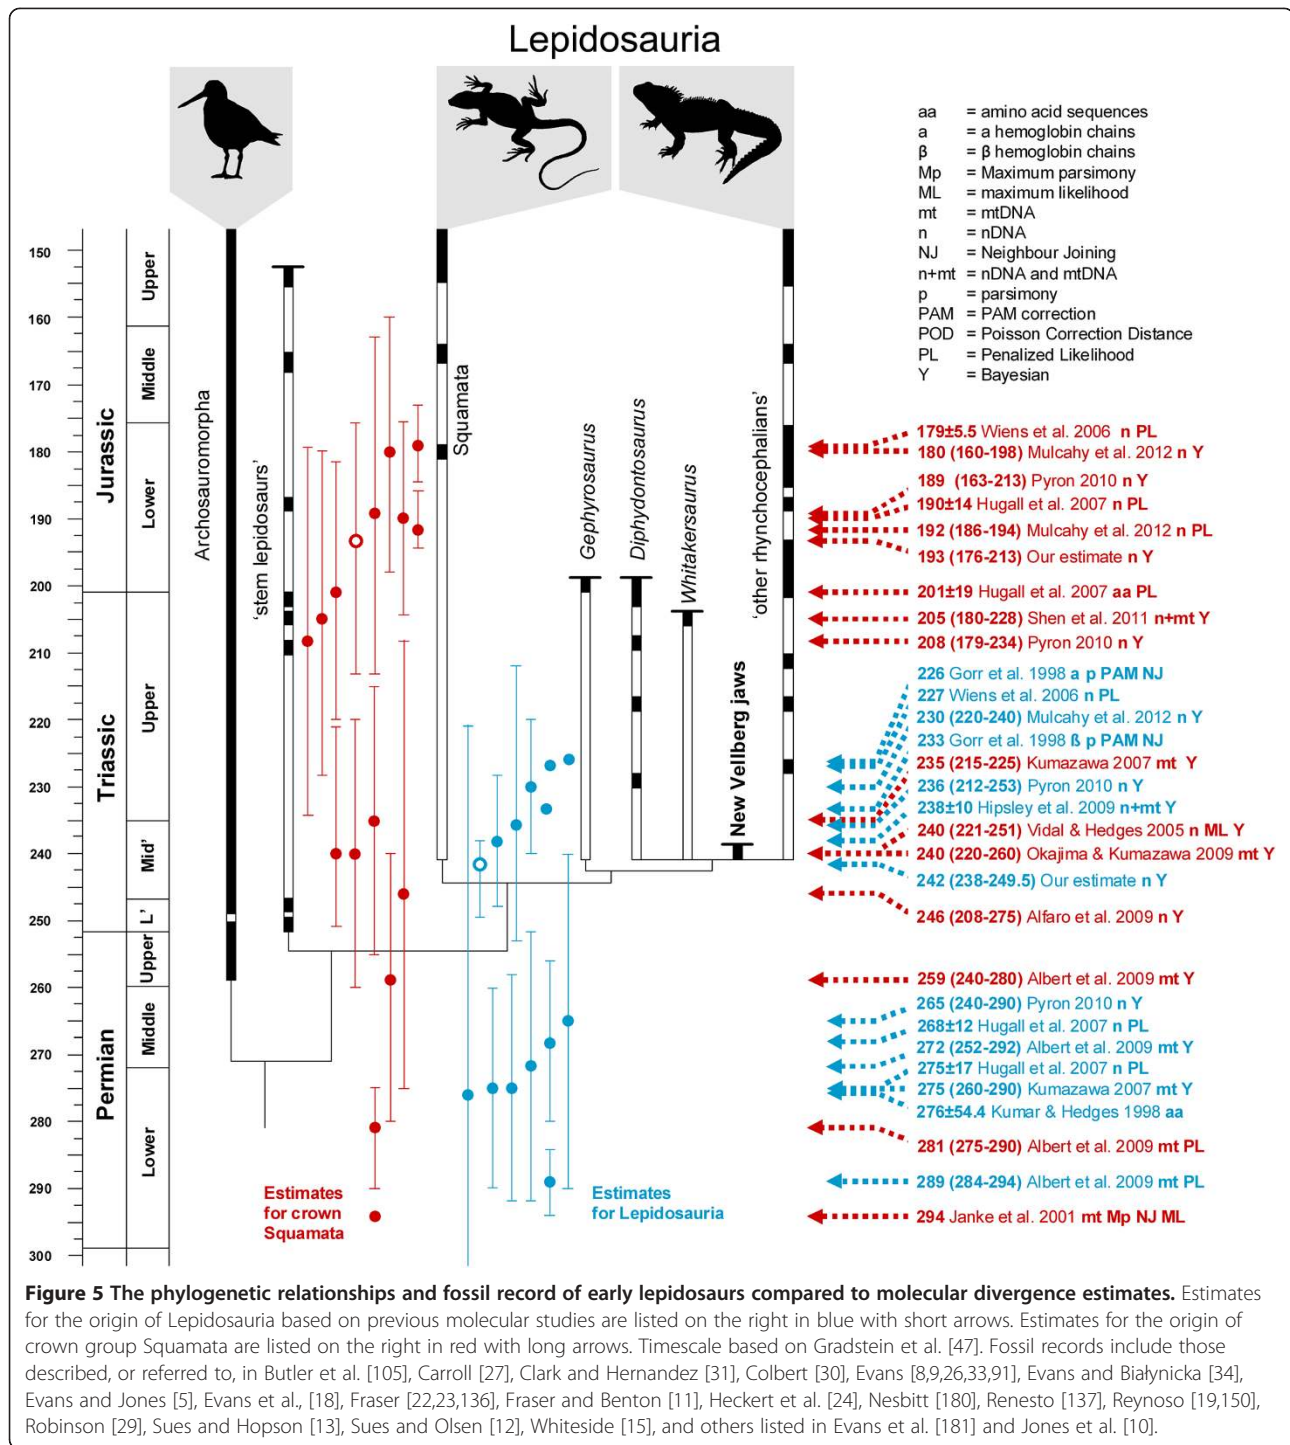 Lepidosauria
aa = amino acid sequences
a = a hemoglobin chains
β = β hemoglobin chains
Mp = Maximum parsimony
ML = maximum likelihood
mt = mtDNA
n = nDNA
NJ = Neighbour Joining
n+mt = nDNA and mtDNA
p = parsimony
PAM = PAM correction
POD = Poisson Correction Distance
PL = Penalized Likelihood
Y = Bayesian
150
160
170
180
190
200
210
220
230
240
250
260
270
280
290
300
Jurassic
Triassic
Permian
Upper
Middle
Lower
Upper
Mid'
L'
Upper
Middle
Lower
Archosauromorpha
'stem lepidosaurs'
Squamata
Gephyrosaurus
Diphydontosaurus
Whitakersaurus
New Vellberg jaws
'other rhynchocephalians'
179±5.5 Wiens et al. 2006 n PL
180 (160-198) Mulcahy et al. 2012 n Y
189 (163-213) Pyron 2010 n Y
190±14 Hugall et al. 2007 n PL
192 (186-194) Mulcahy et al. 2012 n PL
193 (176-213) Our estimate n Y
201±19 Hugall et al. 2007 aa PL
205 (180-228) Shen et al. 2011 n+mt Y
208 (179-234) Pyron 2010 n Y
226 Gorr et al. 1998 a p PAM NJ
227 Wiens et al. 2006 n PL
230 (220-240) Mulcahy et al. 2012 n Y
233 Gorr et al. 1998 ß p PAM NJ
235 (215-225) Kumazawa 2007 mt Y
236 (212-253) Pyron 2010 n Y
238±10 Hipsley et al. 2009 n+mt Y
240 (221-251) Vidal & Hedges 2005 n ML Y
240 (220-260) Okajima & Kumazawa 2009 mt Y
242 (238-249.5) Our estimate n Y
246 (208-275) Alfaro et al. 2009 n Y
259 (240-280) Albert et al. 2009 mt Y
265 (240-290) Pyron 2010 n Y
268±12 Hugall et al. 2007 n PL
272 (252-292) Albert et al. 2009 mt Y
275±17 Hugall et al. 2007 n PL
275 (260-290) Kumazawa 2007 mt Y
276±54.4 Kumar & Hedges 1998 aa
281 (275-290) Albert et al. 2009 mt PL
289 (284-294) Albert et al. 2009 mt PL
294 Janke et al. 2001 mt Mp NJ ML
Estimates
for crown
Squamata
Estimates
for Lepidosauria
Figure 5 The phylogenetic relationships and fossil record of early lepidosaurs compared to molecular divergence estimates. Estimates
for the origin of Lepidosauria based on previous molecular studies are listed on the right in blue with short arrows. Estimates for the origin of
crown group Squamata are listed on the right in red with long arrows. Timescale based on Gradstein et al. [47]. Fossil records include those
described, or referred to, in Butler et al. [105], Carroll [27], Clark and Hernandez [31], Colbert [30], Evans [8,9,26,33,91], Evans and Białynicka [34],
Evans and Jones [5], Evans et al., [18], Fraser [22,23,136], Fraser and Benton [11], Heckert et al. [24], Nesbitt [180], Renesto [137], Reynoso [19,150],
Robinson [29], Sues and Hopson [13], Sues and Olsen [12], Whiteside [15], and others listed in Evans et al. [181] and Jones et al. [10].